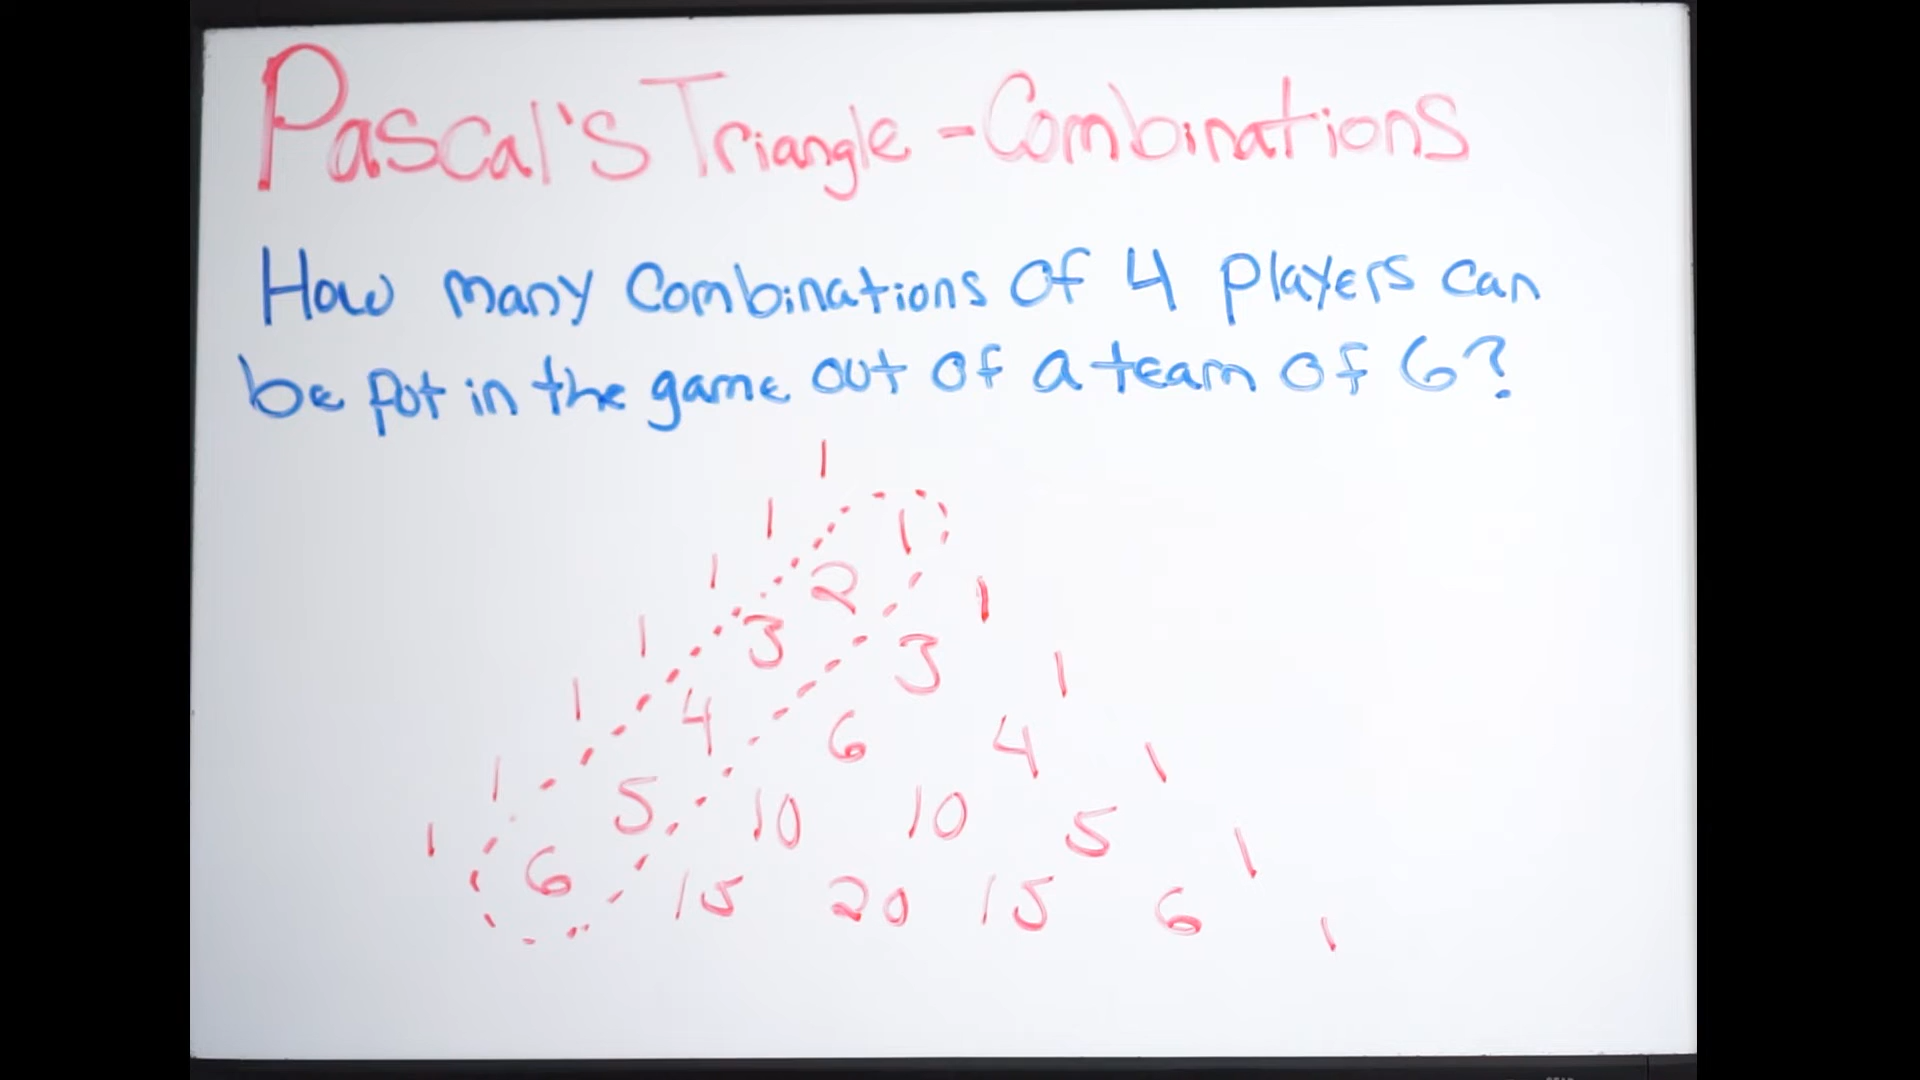 Pascal's Triangle - Combinations
How many Combinations of 4 players can
be put in the game out of a team of 6?
1
1 1
1 2 1
1 3 3 1
1 4 6 4 1
1 5 10 10 5 1
1 6 15 20 15 6 1